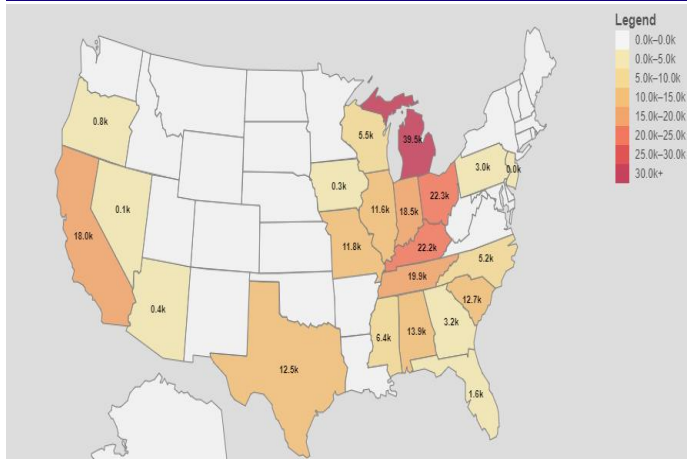 Legend
0.0k–0.0k
0.0k–5.0k
5.0k–10.0k
10.0k–15.0k
15.0k–20.0k
20.0k–25.0k
25.0k–30.0k
30.0k+
0.8k
18.0k
0.1k
0.4k
12.5k
5.5k
0.3k
11.8k
11.6k
39.5k
18.5k
22.3k
3.0k
0.0k
22.2k
19.9k
5.2k
12.7k
6.4k
13.9k
3.2k
1.6k